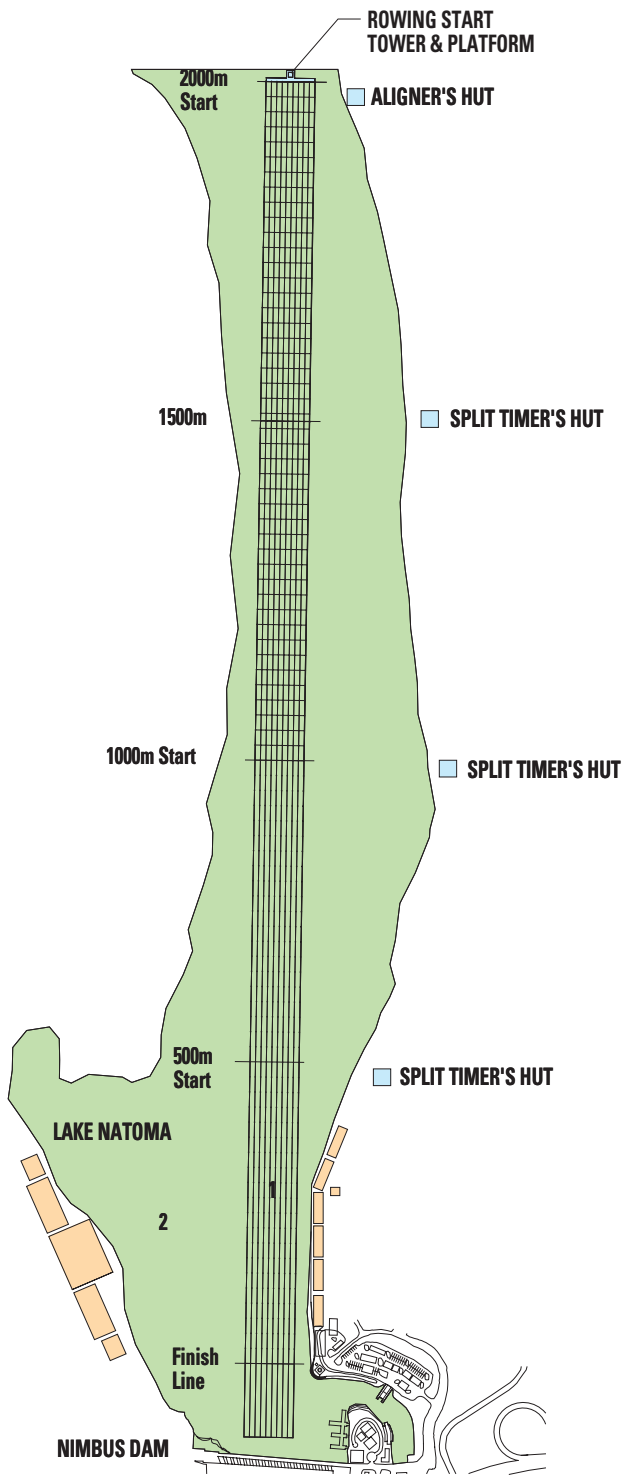 ROWING START
TOWER & PLATFORM
2000m
Start
ALIGNER'S HUT
1500m
SPLIT TIMER'S HUT
1000m Start
SPLIT TIMER'S HUT
500m
Start
SPLIT TIMER'S HUT
LAKE NATOMA
1
2
Finish
Line
NIMBUS DAM